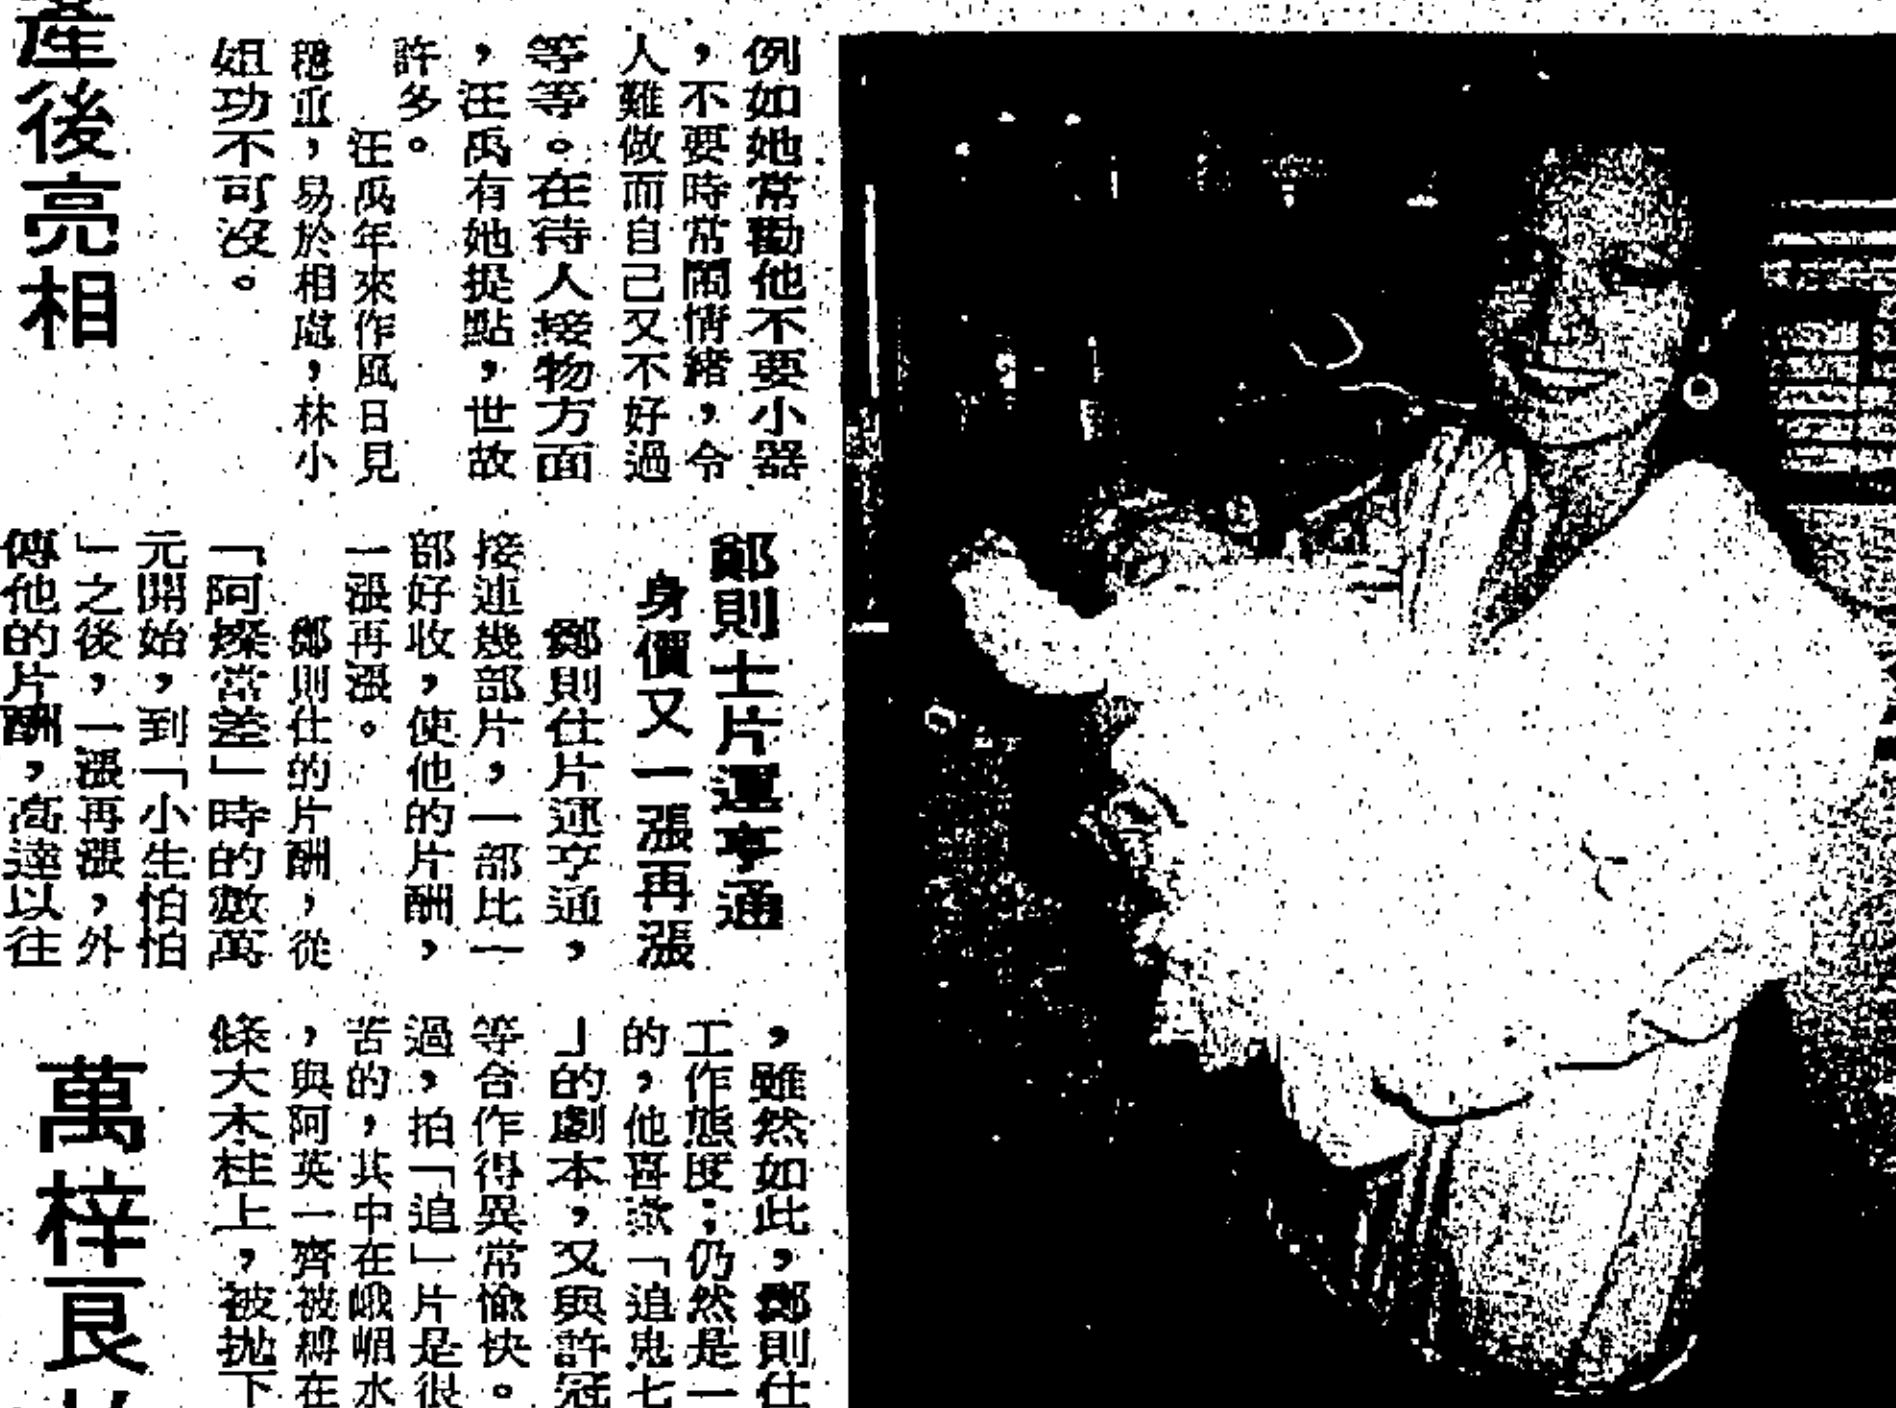 例如她常勸他不要小器
，不要時常鬧情緒，令
人難做而自己又不好過
等等。在待人接物方面
，汪禹有她提點，世故
許多。
汪禹年來作風日見
穩重，易於相處，林小
姐功不可沒。
產後亮相
鄭則士片運亨通
身價又一漲再漲
鄭則仕片運亨通，
接連幾部片，一部比一
部好收，使他的片酬，
一漲再漲。
鄭則仕的片酬，從
「阿燦當差」時的數萬
元開始，到「小生怕怕
」之後，一漲再漲，外
傳他的片酬，高達以往
，雖然如此，鄭則仕
工作態度；仍然是一
的，他喜歡「追鬼七
」的劇本，又與許冠
等合作得異常愉快。
過，拍「追」片是很
苦的，其中在峨嵋水
，與阿英一齊被縛在
條大木柱上，被拋下
萬梓良